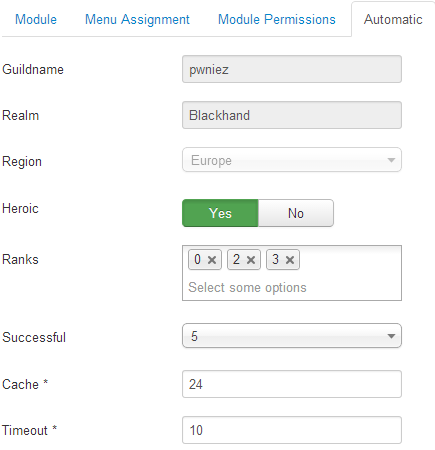 Module Menu Assignment Module Permissions Automatic
Guildname pwniez
Realm Blackhand
Region Europe
Heroic Yes No
Ranks 0 × 2 × 3 ×
Select some options
Successful 5
Cache * 24
Timeout * 10